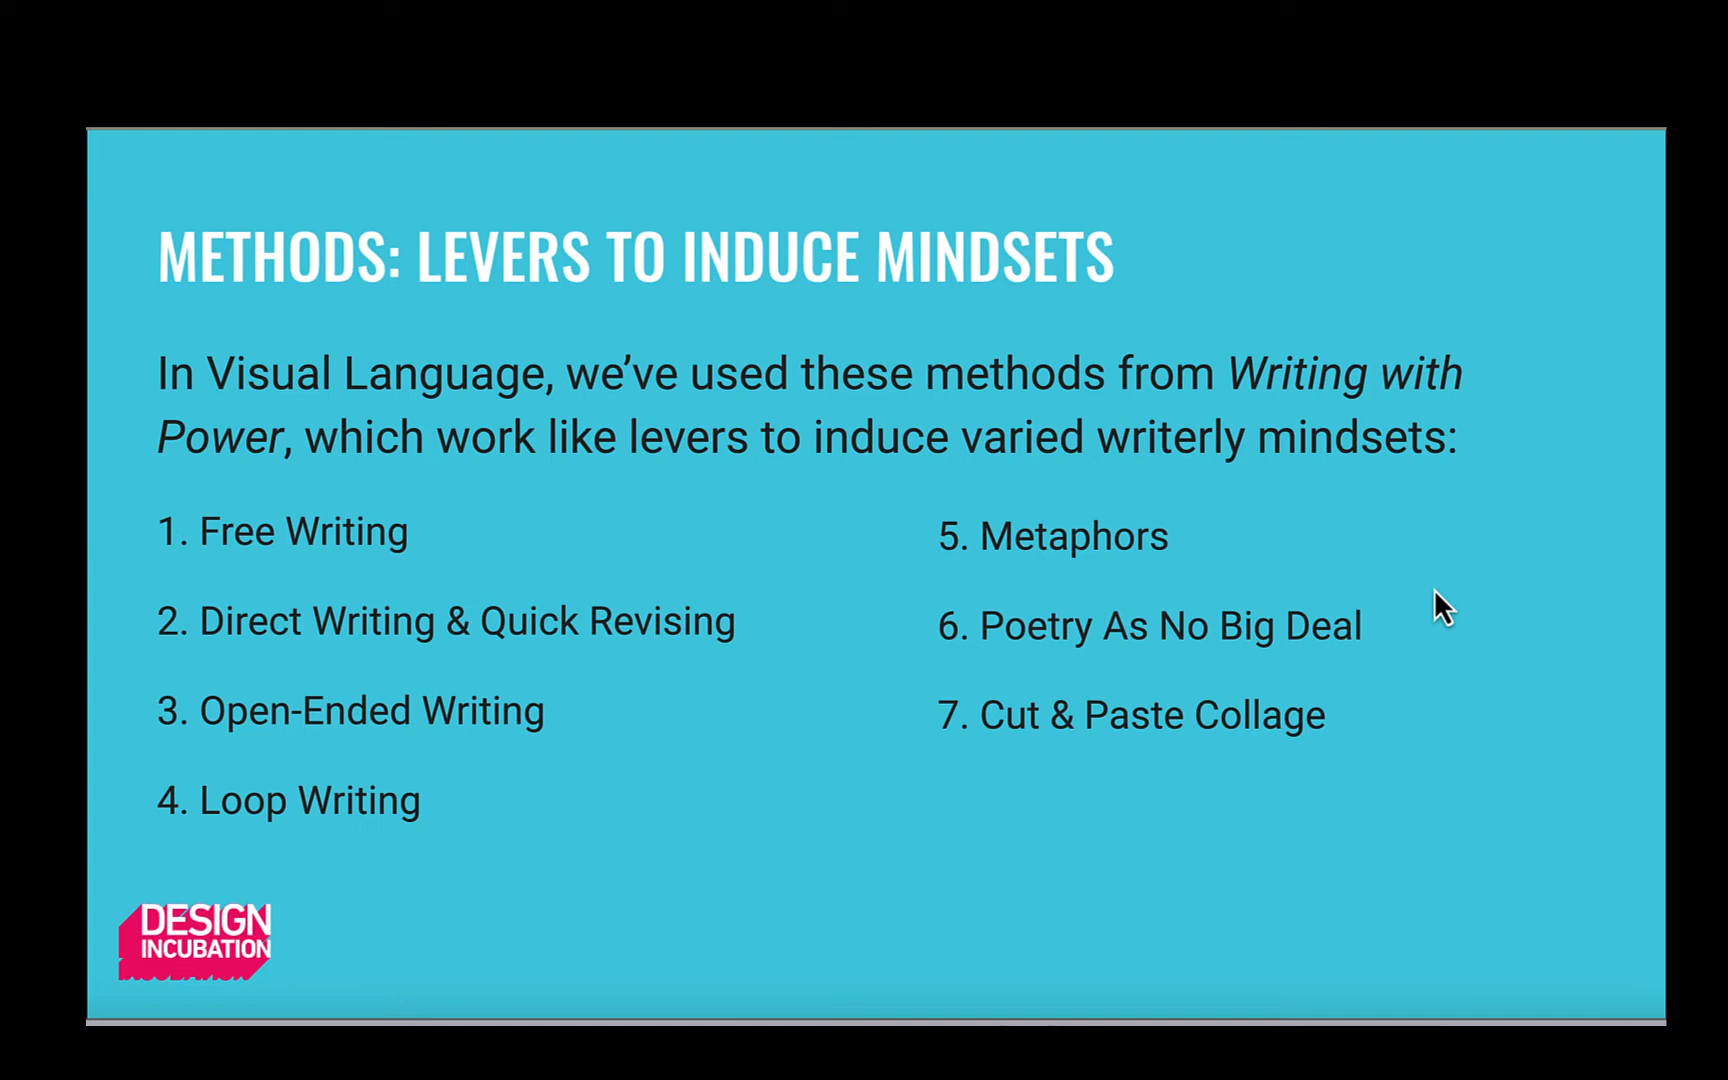 METHODS: LEVERS TO INDUCE MINDSETS
In Visual Language, we’ve used these methods from Writing with
Power, which work like levers to induce varied writerly mindsets:
1. Free Writing
2. Direct Writing & Quick Revising
3. Open-Ended Writing
4. Loop Writing
5. Metaphors
6. Poetry As No Big Deal
7. Cut & Paste Collage
DESIGN
INCUBATION